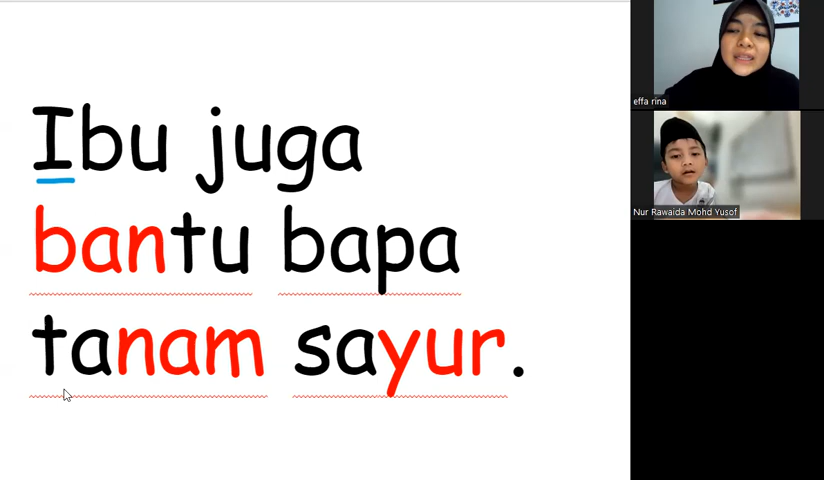 Ibu juga
bantu bapa
tanam sayur.
effa rina
Nur Rawaida Mohd Yusof